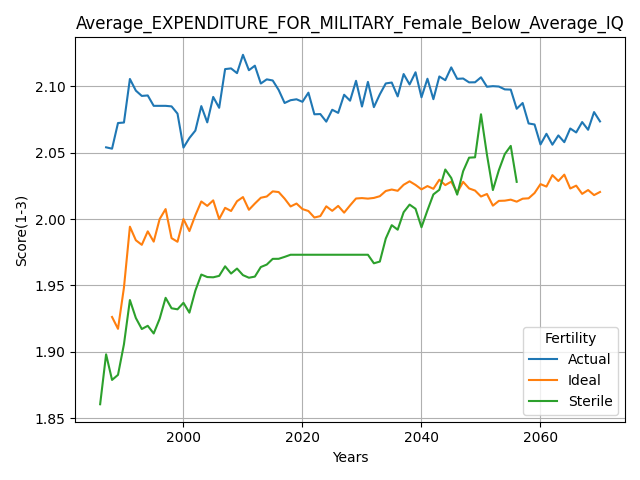 Average_EXPENDITURE_FOR_MILITARY_Female_Below_Average_IQ
Score(1-3)
2.10
2.05
2.00
1.95
1.90
1.85
Fertility
Actual
Ideal
Sterile
2000 2020 2040 2060
Years